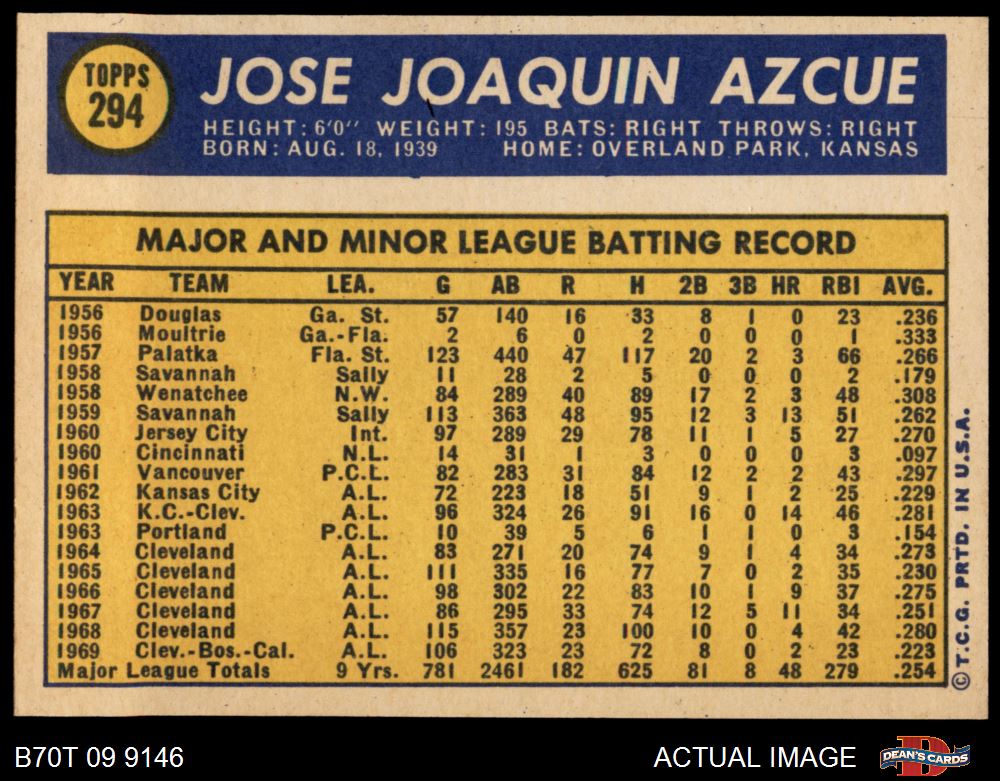 TOPPS
294
JOSE JOAQUIN AZCUE
HEIGHT: 6'0" WEIGHT: 195 BATS: RIGHT THROWS: RIGHT
BORN: AUG. 18, 1939 HOME: OVERLAND PARK, KANSAS
MAJOR AND MINOR LEAGUE BATTING RECORD
YEAR TEAM LEA. G AB R H 2B 3B HR RBI AVG.
1956 Douglas Ga. St. 57 140 16 33 8 1 0 23 .236
1956 Moultrie Ga.-Fla. 2 6 0 2 0 0 0 1 .333
1957 Palatka Fla. St. 123 440 47 117 20 2 3 66 .266
1958 Savannah Sally 11 28 2 5 0 0 0 2 .179
1958 Wenatchee N.W. 84 289 40 89 17 2 3 48 .308
1959 Savannah Sally 113 363 48 95 12 3 13 51 .262
1960 Jersey City Int. 97 289 29 78 11 1 5 27 .270
1960 Cincinnati N.L. 14 31 1 3 0 0 0 3 .097
1961 Vancouver P.C.L. 82 283 31 84 12 2 2 43 .297
1962 Kansas City A.L. 72 223 18 51 9 1 2 25 .229
1963 K.C.-Clev. A.L. 96 324 26 91 16 0 14 46 .281
1963 Portland P.C.L. 10 39 5 6 1 1 0 3 .154
1964 Cleveland A.L. 83 271 20 74 9 1 4 34 .273
1965 Cleveland A.L. 111 335 16 77 7 0 2 35 .230
1966 Cleveland A.L. 98 302 22 83 10 1 9 37 .275
1967 Cleveland A.L. 86 295 33 74 12 5 11 34 .251
1968 Cleveland A.L. 115 357 23 100 10 0 4 42 .280
1969 Clev.-Bos.-Cal. A.L. 106 323 23 72 8 0 2 23 .223
Major League Totals 9 Yrs. 781 2461 182 625 81 8 48 279 .254
© T.C.G. PRTD. IN U.S.A.
B70T 09 9146 ACTUAL IMAGE
DEAN'S CARDS